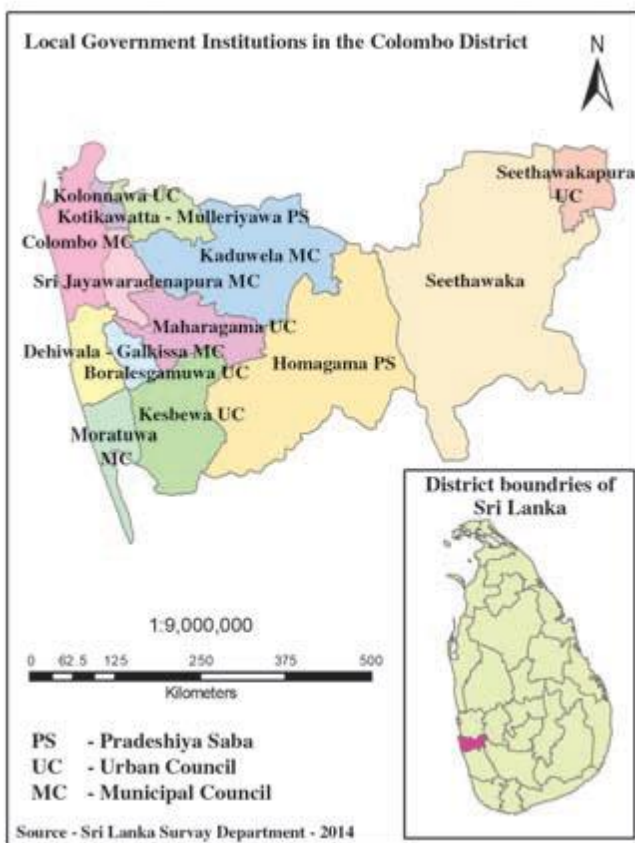 Local Government Institutions in the Colombo District
N
Seethawakapura
UC
Kolonnawa UC
Kotikawatta - Mulleriyawa PS
Colombo MC
Kaduwela MC
Sri Jayawaradenapura MC
Seethawaka
Maharagama UC
Dehiwala - Galkissa MC
Boralesgamuwa UC
Homagama PS
Kesbewa UC
Moratuwa
MC
District boundries of
Sri Lanka
1:9,000,000
0 62.5 125 250 375 500
Kilometers
PS - Pradeshiya Saba
UC - Urban Council
MC - Municipal Council
Source - Sri Lanka Survay Department - 2014